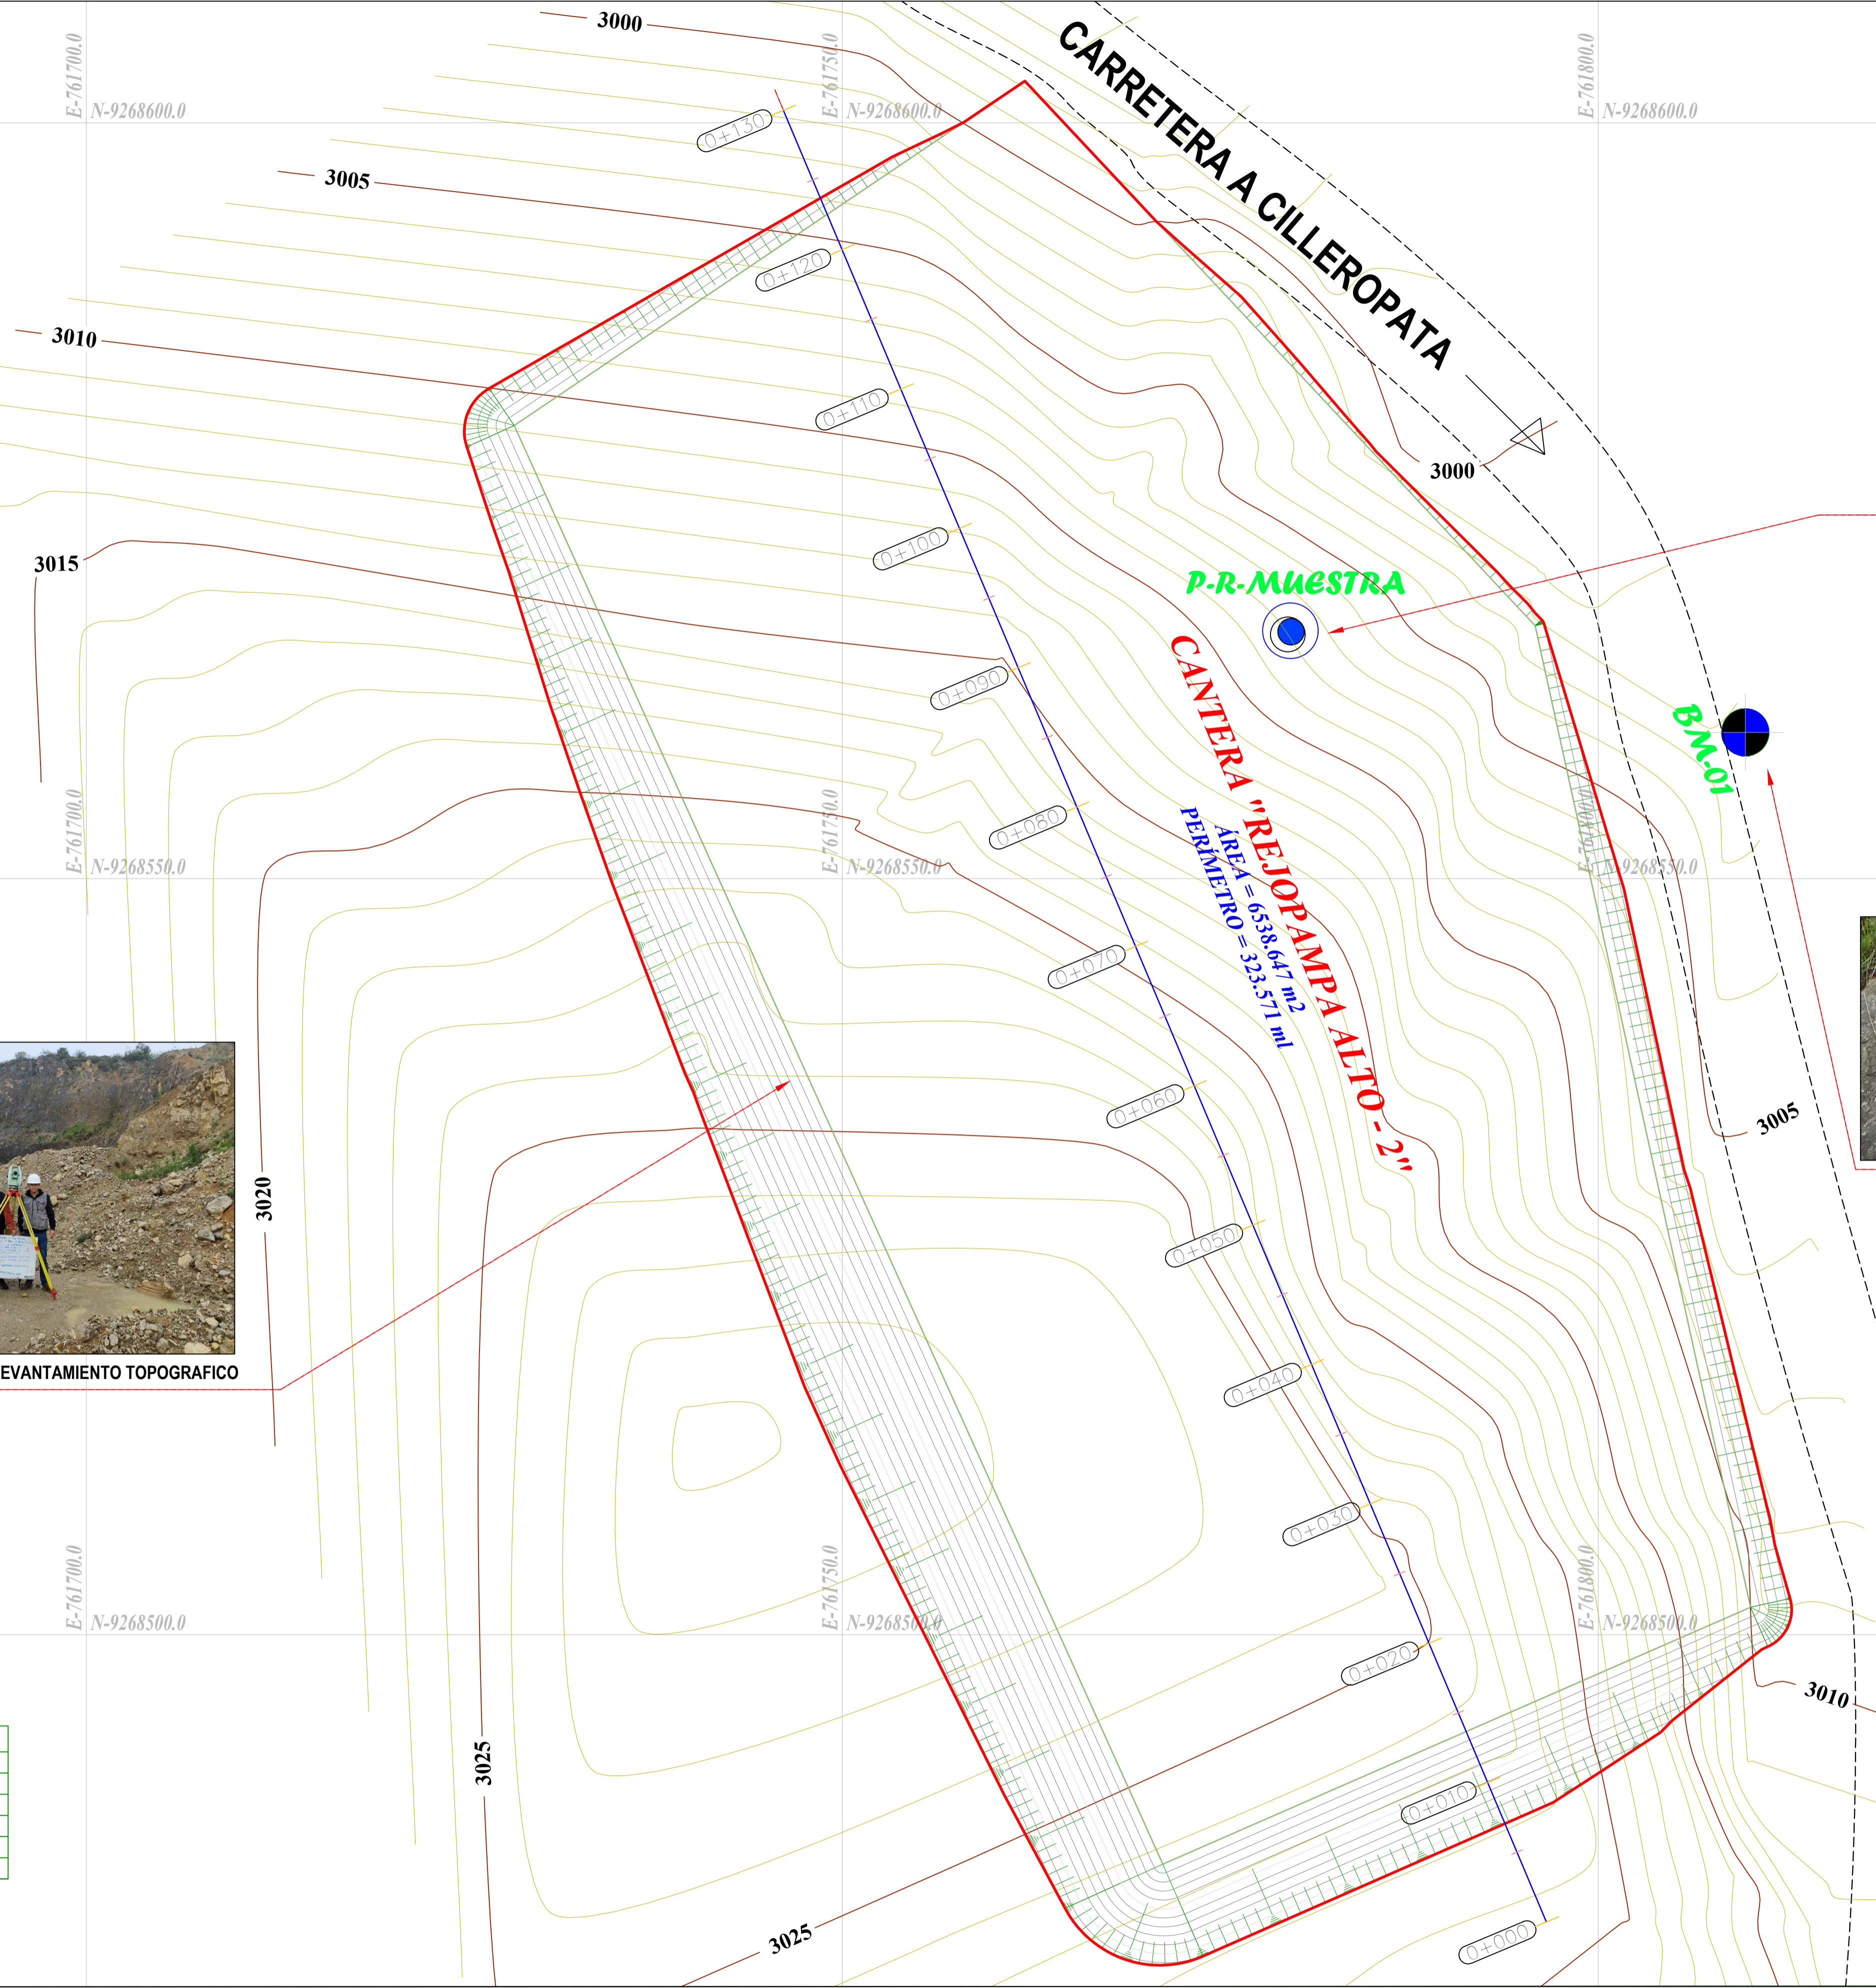 3000
E-761700.0
N-9268600.0
E-761750.0
N-9268600.0
E-761800.0
N-9268600.0
CARRETERA A CILLEROPATA
0+130
3005
0+120
3010
0+110
3000
3015
0+100
P-R-MUESTRA
0+090
CANTERA "REJOPAMPA ALTO - 2"
ÁREA = 6538.647 m2
PERÍMETRO = 323.571 ml
BM-01
0+080
E-761700.0
N-9268550.0
E-761750.0
N-9268550.0
E-761800.0
N-9268550.0
0+070
0+060
3005
3020
0+050
EVANTAMIENTO TOPOGRAFICO
0+040
0+030
E-761700.0
N-9268500.0
E-761750.0
N-9268500.0
E-761800.0
N-9268500.0
0+020
3010
3025
0+010
3025
0+000